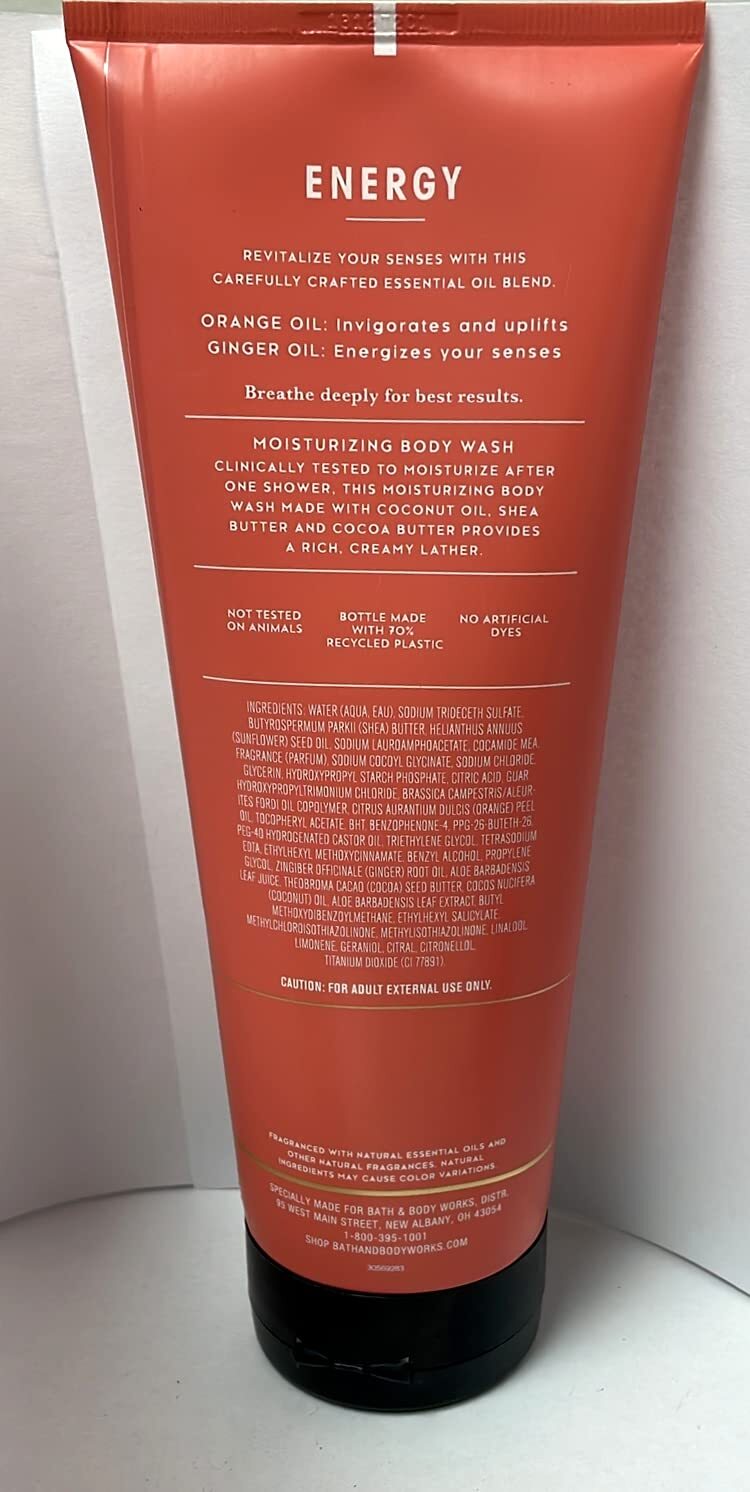 ENERGY
REVITALIZE YOUR SENSES WITH THIS
CAREFULLY CRAFTED ESSENTIAL OIL BLEND.
ORANGE OIL: Invigorates and uplifts
GINGER OIL: Energizes your senses
Breathe deeply for best results.
MOISTURIZING BODY WASH
CLINICALLY TESTED TO MOISTURIZE AFTER
ONE SHOWER, THIS MOISTURIZING BODY
WASH MADE WITH COCONUT OIL, SHEA
BUTTER AND COCOA BUTTER PROVIDES
A RICH, CREAMY LATHER.
NOT TESTED
ON ANIMALS
BOTTLE MADE
WITH 70%
RECYCLED PLASTIC
NO ARTIFICIAL
DYES
INGREDIENTS: WATER (AQUA, EAU), SODIUM TRIDECETH SULFATE,
BUTYROSPERMUM PARKII (SHEA) BUTTER, HELIANTHUS ANNUUS
(SUNFLOWER) SEED OIL, SODIUM LAUROAMPHOACETATE, COCAMIDE MEA,
FRAGRANCE (PARFUM), SODIUM COCOYL GLYCINATE, SODIUM CHLORIDE,
GLYCERIN, HYDROXYPROPYL STARCH PHOSPHATE, CITRIC ACID, GUAR
HYDROXYPROPYLTRIMONIUM CHLORIDE, BRASSICA CAMPESTRIS/ALEUR-
ITES FORDI OIL COPOLYMER, CITRUS AURANTIUM DULCIS (ORANGE) PEEL
OIL, TOCOPHERYL ACETATE, BHT, BENZOPHENONE-4, PPG-26-BUTETH-26,
PEG-40 HYDROGENATED CASTOR OIL, TRIETHYLENE GLYCOL, TETRASODIUM
EDTA, ETHYLHEXYL METHOXYCINNAMATE, BENZYL ALCOHOL, PROPYLENE
GLYCOL, ZINGIBER OFFICINALE (GINGER) ROOT OIL, ALOE BARBADENSIS
LEAF JUICE, THEOBROMA CACAO (COCOA) SEED BUTTER, COCOS NUCIFERA
(COCONUT) OIL, ALOE BARBADENSIS LEAF EXTRACT, BUTYL
METHOXYDIBENZOYLMETHANE, ETHYLHEXYL SALICYLATE,
METHYLCHLOROISOTHIAZOLINONE, METHYLISOTHIAZOLINONE, LINALOOL,
LIMONENE, GERANIOL, CITRAL, CITRONELLOL,
TITANIUM DIOXIDE (CI 77891).
CAUTION: FOR ADULT EXTERNAL USE ONLY.
FRAGRANCED WITH NATURAL ESSENTIAL OILS AND
OTHER NATURAL FRAGRANCES. NATURAL
INGREDIENTS MAY CAUSE COLOR VARIATIONS.
SPECIALLY MADE FOR BATH & BODY WORKS, DISTR.
95 WEST MAIN STREET, NEW ALBANY, OH 43054
1-800-395-1001
SHOP BATHANDBODYWORKS.COM